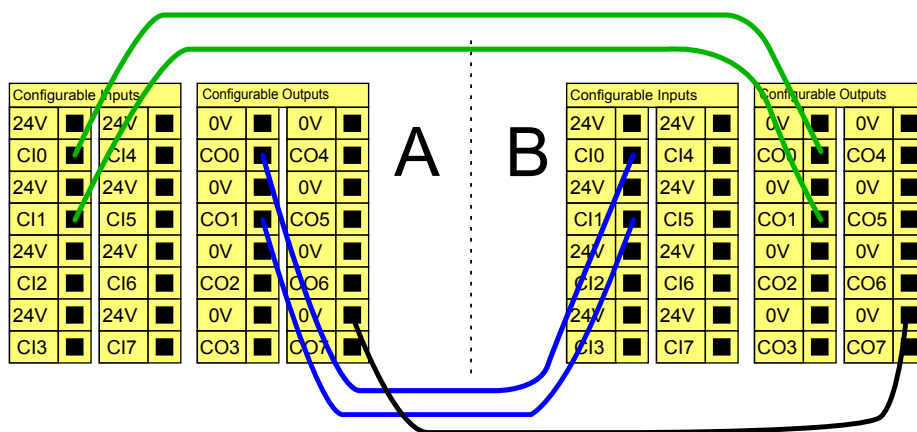 A B
Configurable Inputs
24V 24V
CI0 CI4
24V 24V
CI1 CI5
24V 24V
CI2 CI6
24V 24V
CI3 CI7
Configurable Outputs
0V 0V
CO0 CO4
0V 0V
CO1 CO5
0V 0V
CO2 CO6
0V 0V
CO3 CO7
Configurable Inputs
24V 24V
CI0 CI4
24V 24V
CI1 CI5
24V 24V
CI2 CI6
24V 24V
CI3 CI7
Configurable Outputs
0V 0V
CO0 CO4
0V 0V
CO1 CO5
0V 0V
CO2 CO6
0V 0V
CO3 CO7